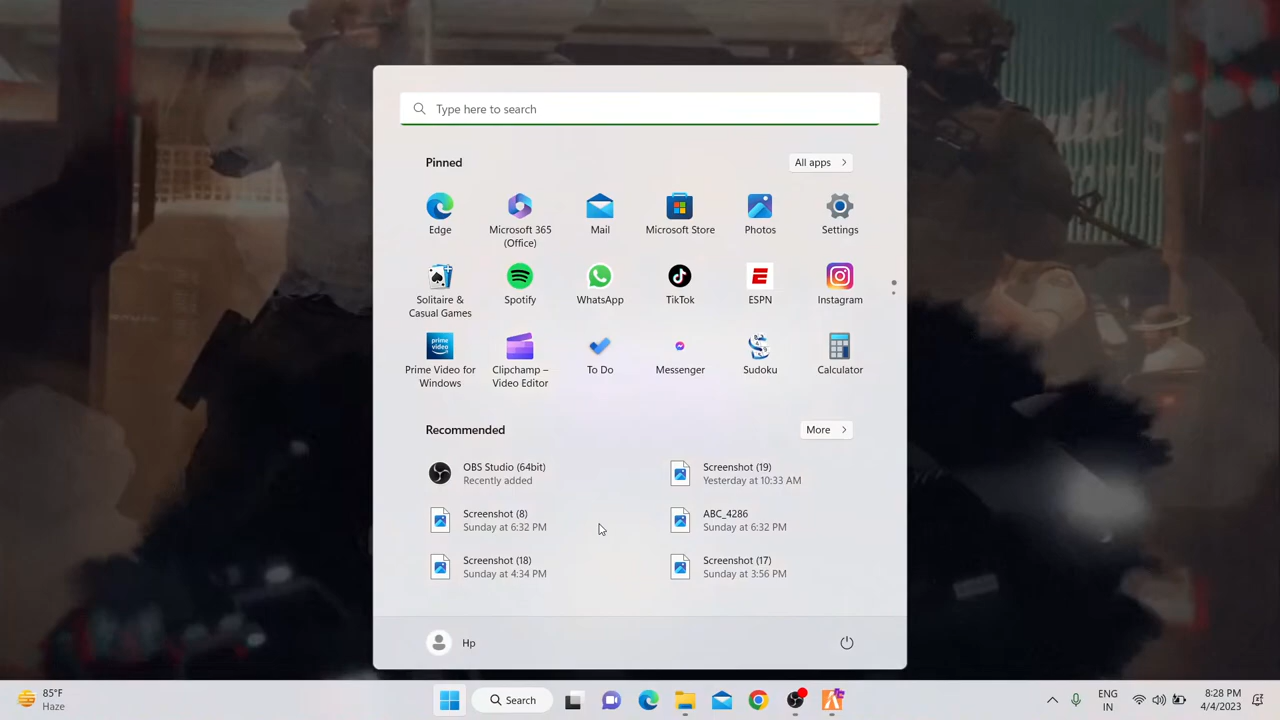 Type here to search
Pinned
All apps
Edge
Microsoft 365
(Office)
Mail
Microsoft Store
Photos
Settings
Solitaire &
Casual Games
Spotify
WhatsApp
TikTok
ESPN
Instagram
prime
video
Prime Video for
Windows
Clipchamp –
Video Editor
To Do
Messenger
Sudoku
Calculator
Recommended
More
OBS Studio (64bit)
Recently added
Screenshot (19)
Yesterday at 10:33 AM
Screenshot (8)
Sunday at 6:32 PM
ABC_4286
Sunday at 6:32 PM
Screenshot (18)
Sunday at 4:34 PM
Screenshot (17)
Sunday at 3:56 PM
Hp
85°F
Haze
Search
ENG
IN
8:28 PM
4/4/2023